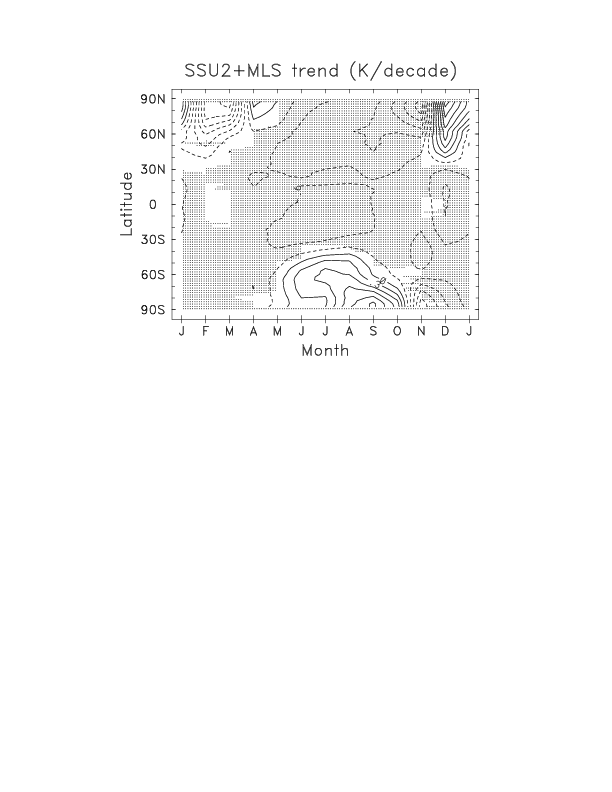 SSU2+MLS trend (K/decade)
90N
60N
30N
0
30S
60S
90S
Latitude
J F M A M J J A S O N D J
Month